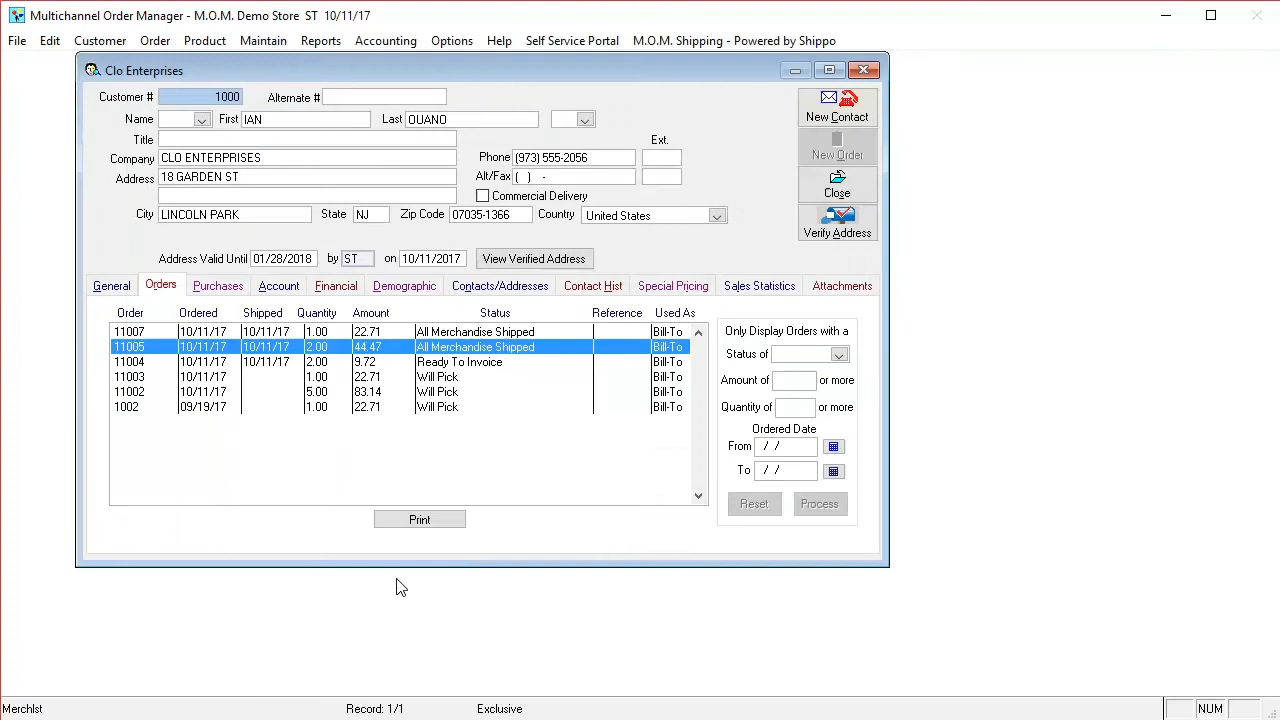 Multichannel Order Manager - M.O.M. Demo Store ST 10/11/17
File Edit Customer Order Product Maintain Reports Accounting Options Help Self Service Portal M.O.M. Shipping - Powered by Shippo
Clo Enterprises
Customer # 1000 Alternate #
Name First IAN Last OUANO
Title Ext.
Company CLO ENTERPRISES Phone (973) 555-2056
Address 18 GARDEN ST Alt/Fax ( ) -
Commercial Delivery
City LINCOLN PARK State NJ Zip Code 07035-1366 Country United States
New Contact
New Order
Close
Verify Address
Address Valid Until 01/28/2018 by ST on 10/11/2017 View Verified Address
General Orders Purchases Account Financial Demographic Contacts/Addresses Contact Hist Special Pricing Sales Statistics Attachments
Order Ordered Shipped Quantity Amount Status Reference Used As
11007 10/11/17 10/11/17 1.00 22.71 All Merchandise Shipped Bill-To
11005 10/11/17 10/11/17 2.00 44.47 All Merchandise Shipped Bill-To
11004 10/11/17 10/11/17 2.00 9.72 Ready To Invoice Bill-To
11003 10/11/17 1.00 22.71 Will Pick Bill-To
11002 10/11/17 5.00 83.14 Will Pick Bill-To
1002 09/19/17 1.00 22.71 Will Pick Bill-To
Only Display Orders with a
Status of
Amount of or more
Quantity of or more
Ordered Date
From / /
To / /
Reset Process
Print
Merchlst Record: 1/1 Exclusive NUM